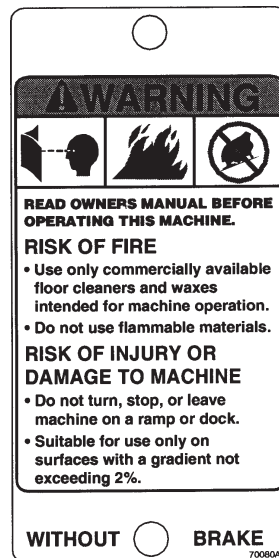 WARNING
READ OWNERS MANUAL BEFORE
OPERATING THIS MACHINE.
RISK OF FIRE
• Use only commercially available
floor cleaners and waxes
intended for machine operation.
• Do not use flammable materials.
RISK OF INJURY OR
DAMAGE TO MACHINE
• Do not turn, stop, or leave
machine on a ramp or dock.
• Suitable for use only on
surfaces with a gradient not
exceeding 2%.
WITHOUT BRAKE